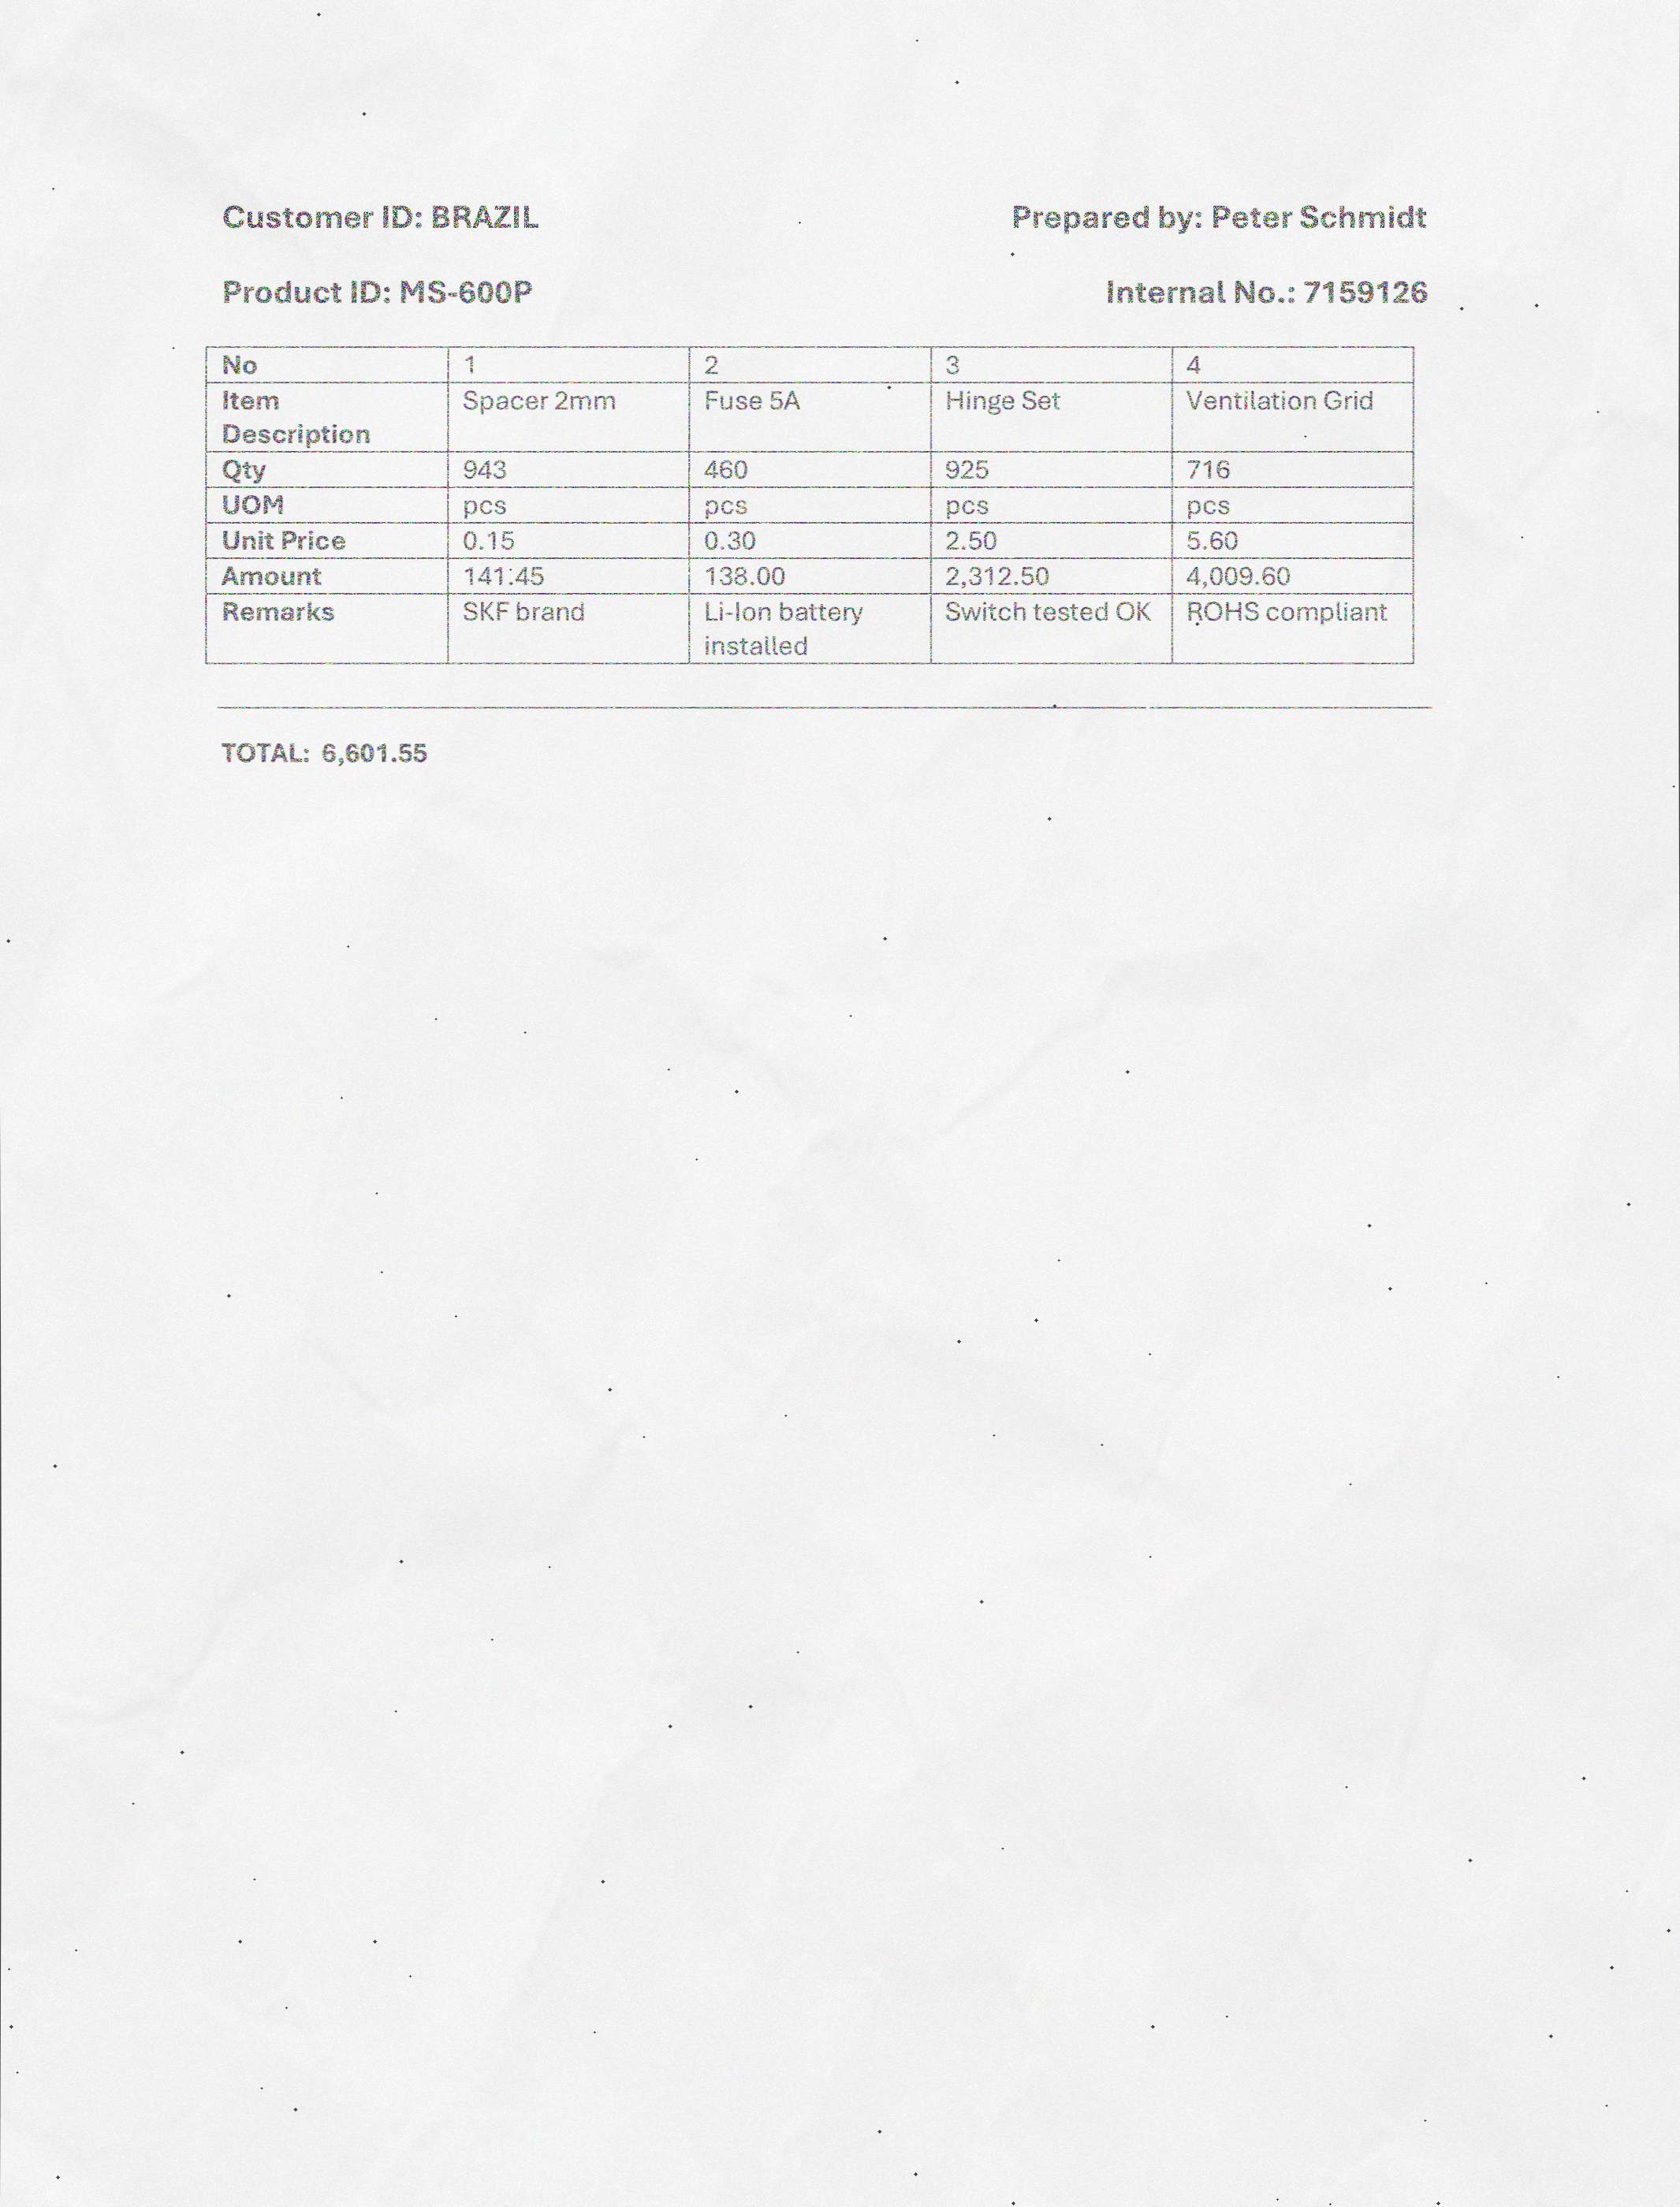 Customer ID: BRAZIL Prepared by: Peter Schmidt
Product ID: MS-600P Internal No.: 7159126
No 1 2 3 4
Item Description Spacer 2mm Fuse 5A Hinge Set Ventilation Grid
Qty 943 460 925 716
UOM pcs pcs pcs pcs
Unit Price 0.15 0.30 2.50 5.60
Amount 141.45 138.00 2,312.50 4,009.60
Remarks SKF brand Li-Ion battery installed Switch tested OK ROHS compliant
TOTAL: 6,601.55